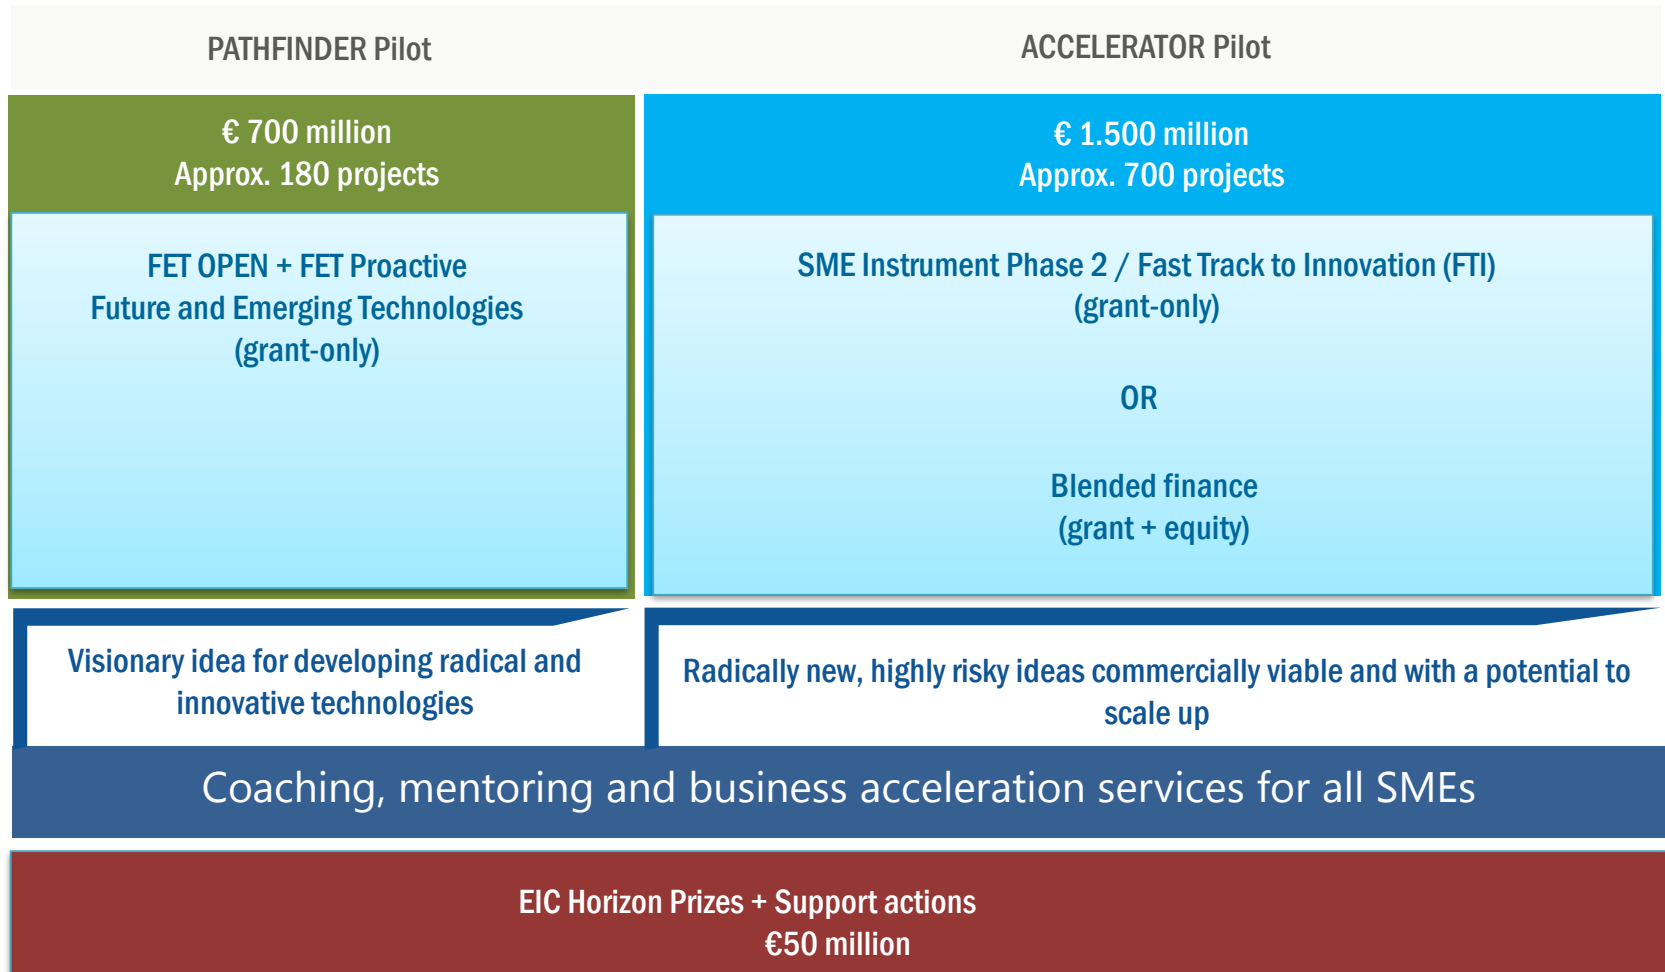 PATHFINDER Pilot
ACCELERATOR Pilot
€ 700 million
Approx. 180 projects
€ 1.500 million
Approx. 700 projects
FET OPEN + FET Proactive
Future and Emerging Technologies
(grant-only)
SME Instrument Phase 2 / Fast Track to Innovation (FTI)
(grant-only)
OR
Blended finance
(grant + equity)
Visionary idea for developing radical and
innovative technologies
Radically new, highly risky ideas commercially viable and with a potential to
scale up
Coaching, mentoring and business acceleration services for all SMEs
EIC Horizon Prizes + Support actions
€50 million